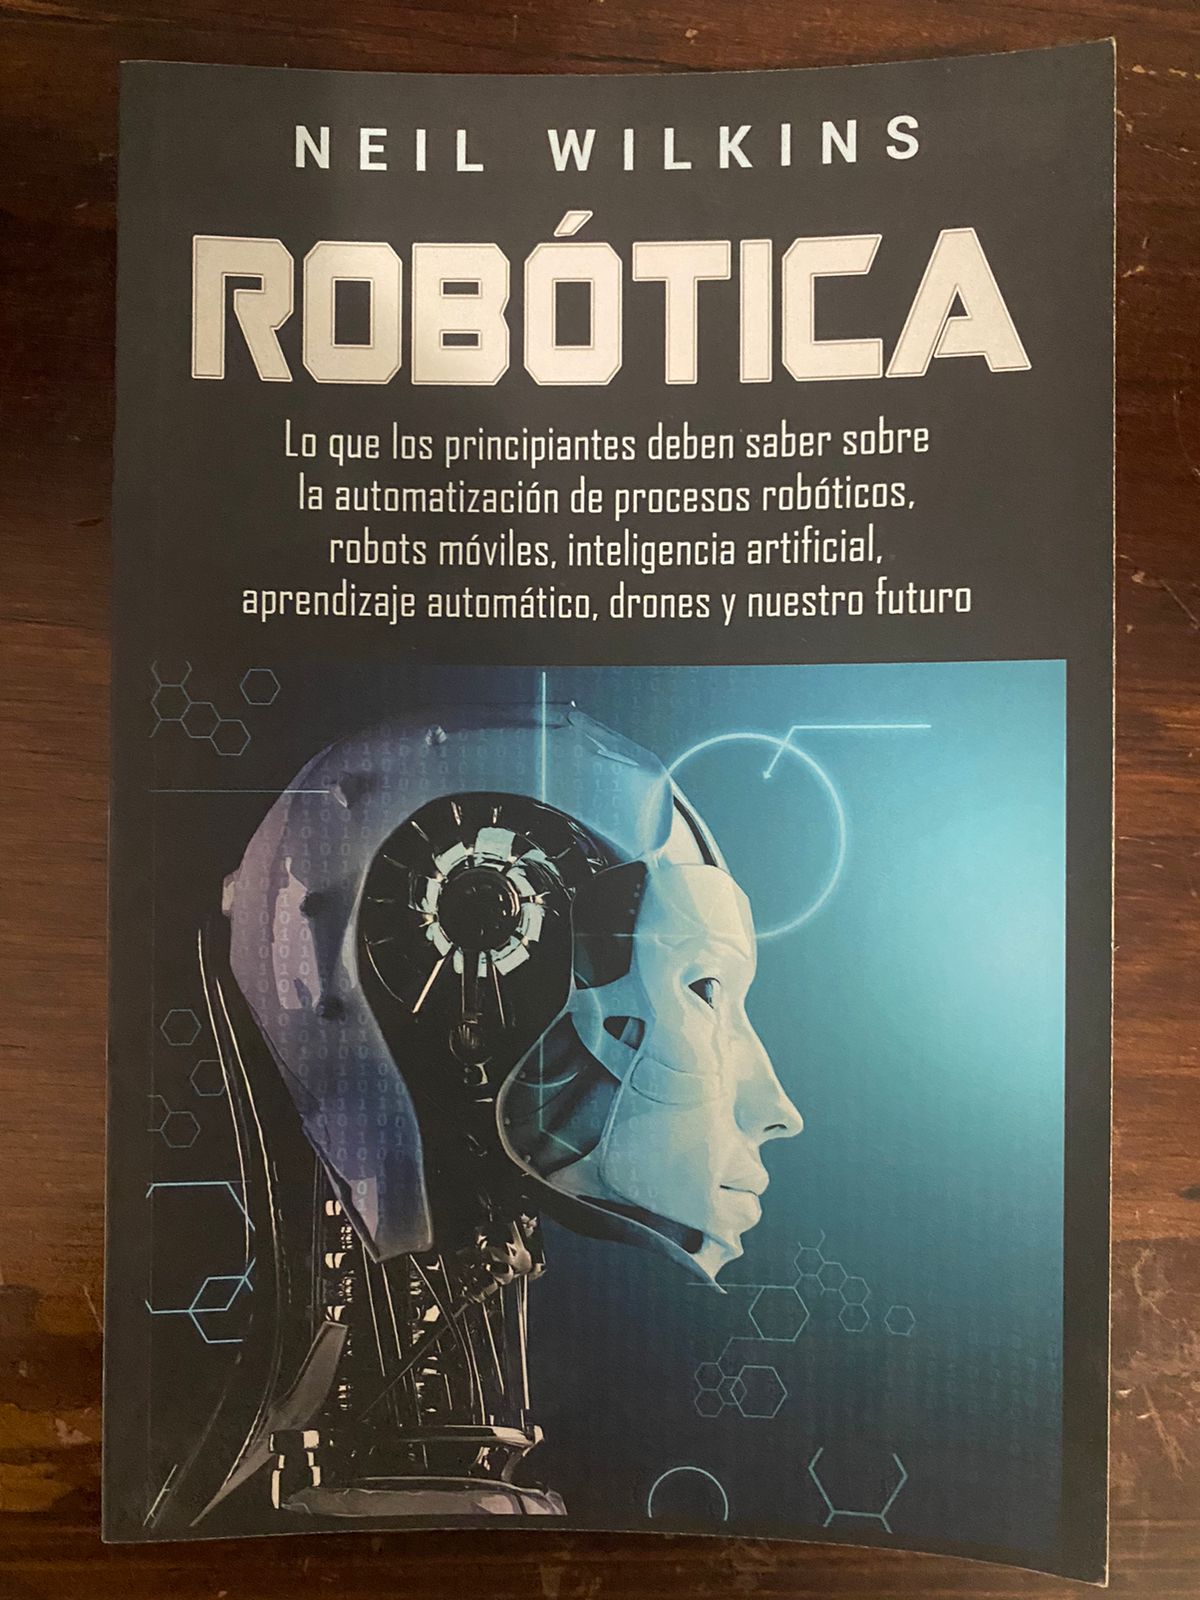 NEIL WILKINS
ROBÓTICA
Lo que los principiantes deben saber sobre
la automatización de procesos robóticos,
robots móviles, inteligencia artificial,
aprendizaje automático, drones y nuestro futuro